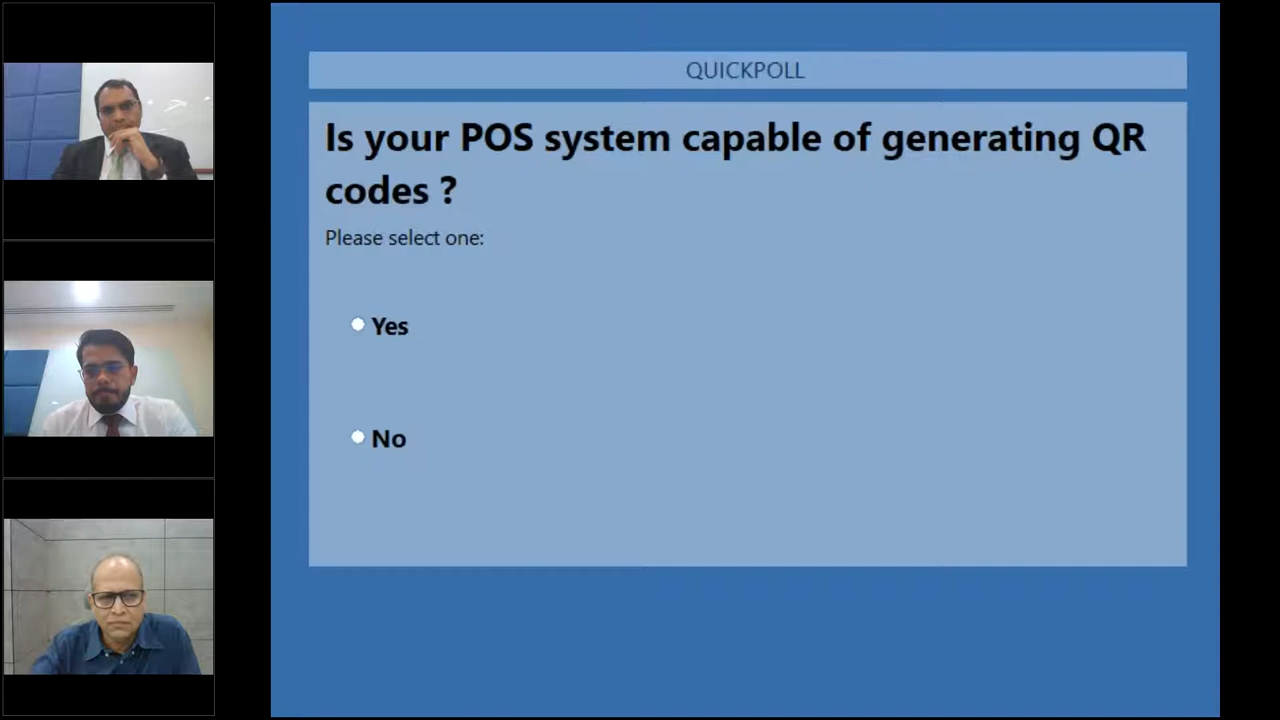 QUICKPOLL
Is your POS system capable of generating QR
codes ?
Please select one:
Yes
No